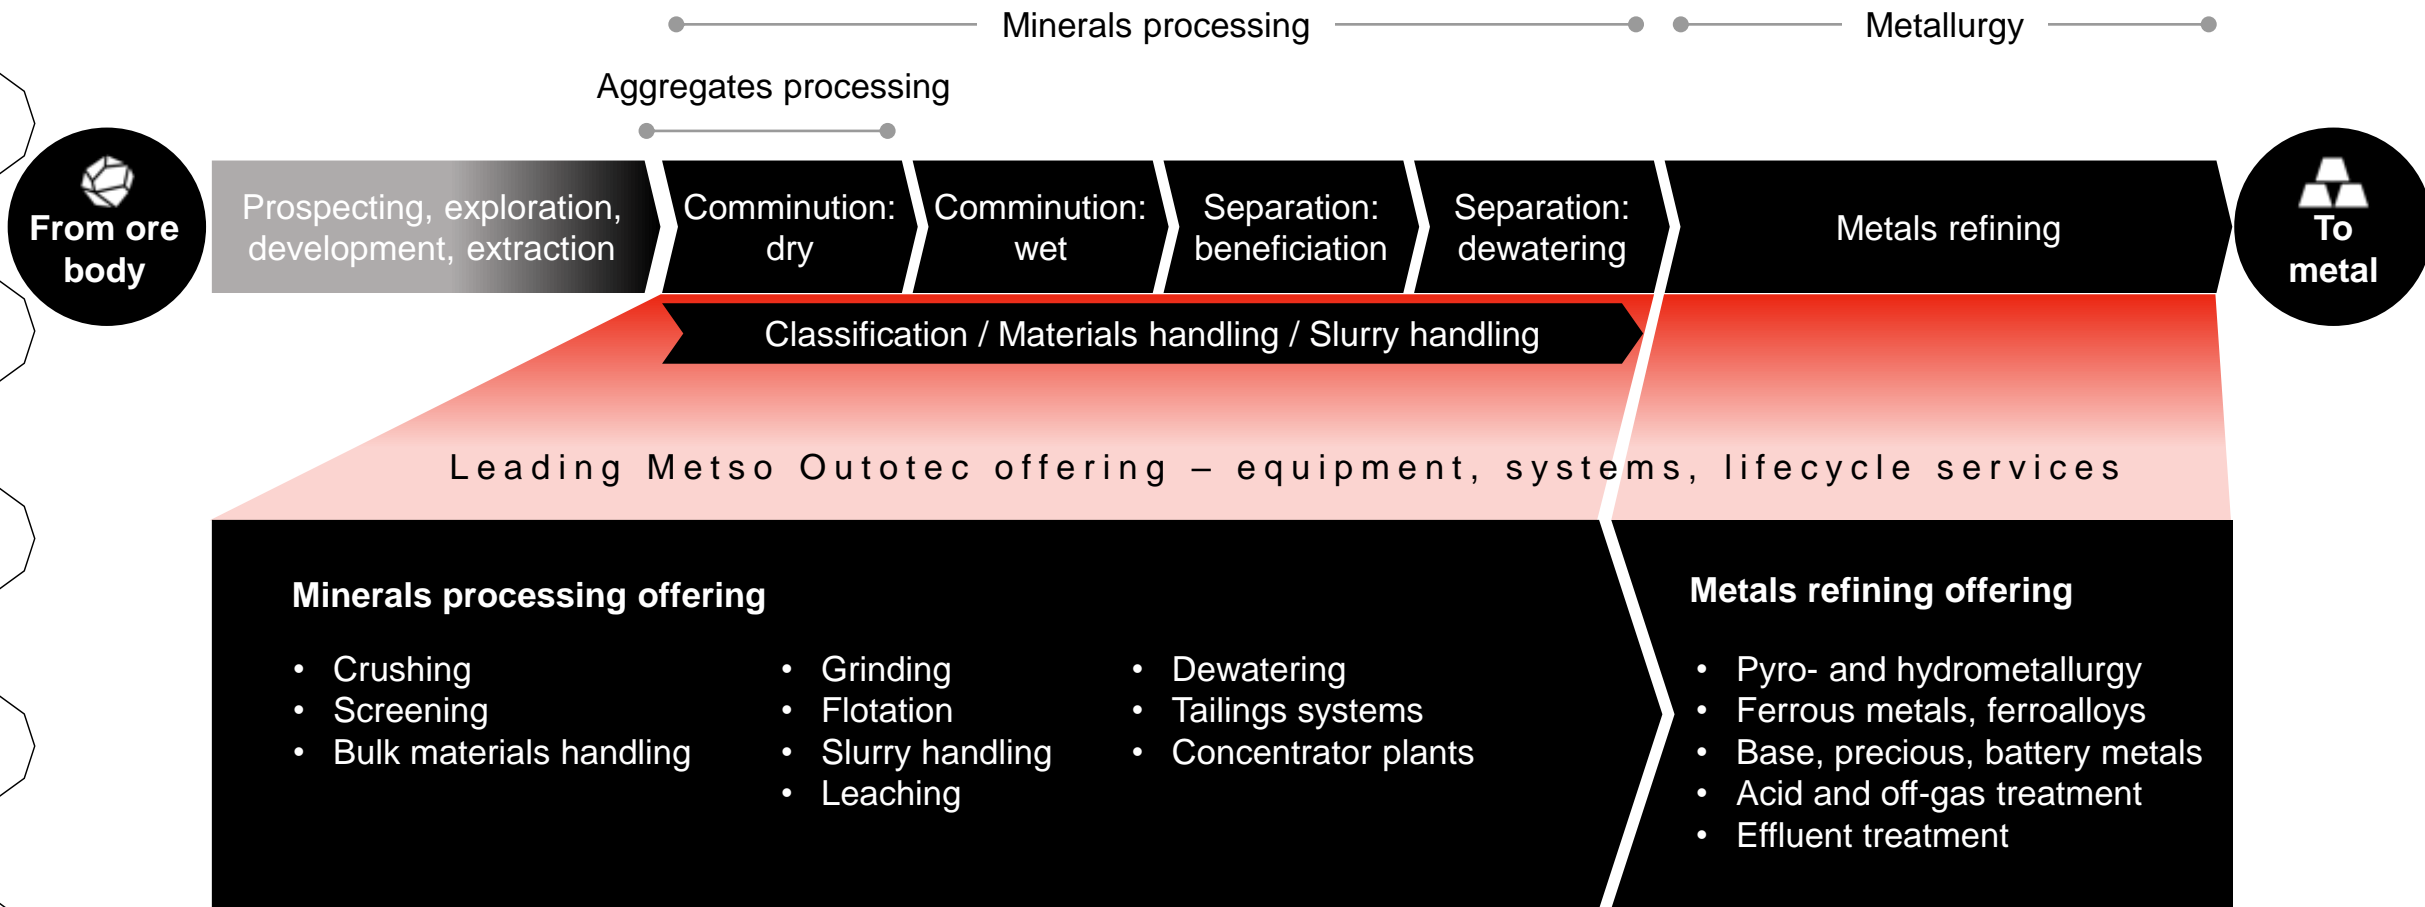 Minerals processing
Metallurgy
Aggregates processing
From ore
body
Prospecting, exploration,
development, extraction
Comminution:
dry
Comminution:
wet
Separation:
beneficiation
Separation:
dewatering
Metals refining
To
metal
Classification / Materials handling / Slurry handling
Leading Metso Outotec offering – equipment, systems, lifecycle services
Minerals processing offering
• Crushing
• Screening
• Bulk materials handling
• Grinding
• Flotation
• Slurry handling
• Leaching
• Dewatering
• Tailings systems
• Concentrator plants
Metals refining offering
• Pyro- and hydrometallurgy
• Ferrous metals, ferroalloys
• Base, precious, battery metals
• Acid and off-gas treatment
• Effluent treatment